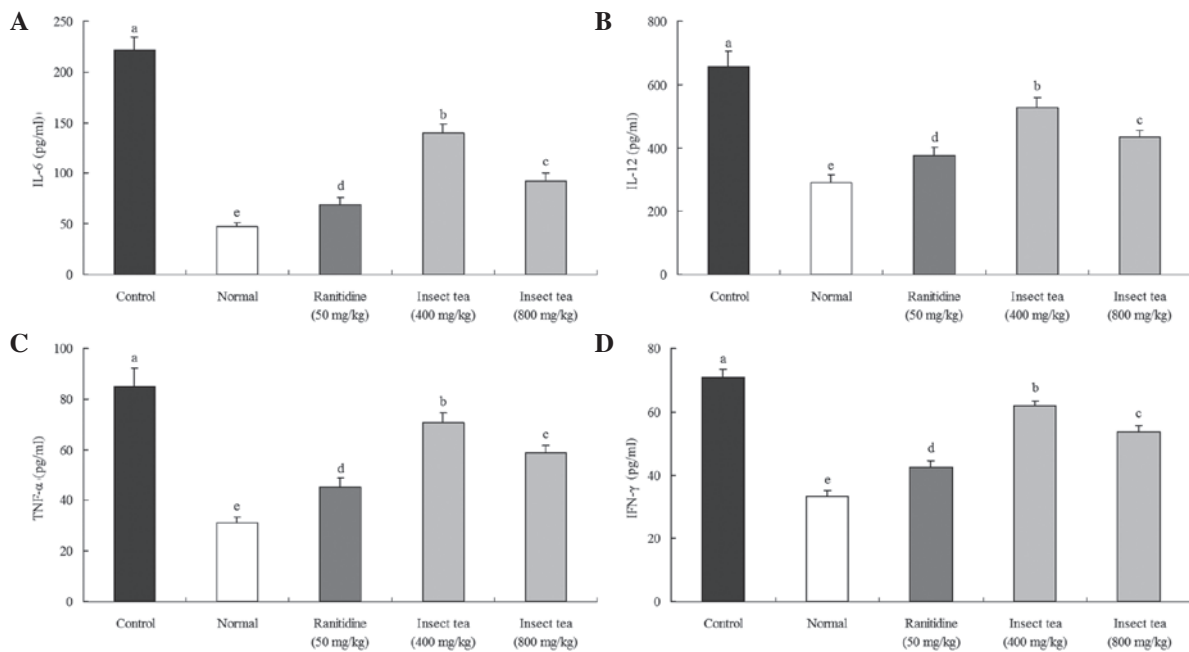 A
IL-6 (pg/ml)
250
200
150
100
50
0
a
e
d
b
c
Control
Normal
Ranitidine
(50 mg/kg)
Insect tea
(400 mg/kg)
Insect tea
(800 mg/kg)
B
IL-12 (pg/ml)
800
600
400
200
0
a
e
d
b
c
Control
Normal
Ranitidine
(50 mg/kg)
Insect tea
(400 mg/kg)
Insect tea
(800 mg/kg)
C
TNF-α (pg/ml)
100
80
60
40
20
0
a
e
d
b
c
Control
Normal
Ranitidine
(50 mg/kg)
Insect tea
(400 mg/kg)
Insect tea
(800 mg/kg)
D
IFN-γ (pg/ml)
80
60
40
20
0
a
e
d
b
c
Control
Normal
Ranitidine
(50 mg/kg)
Insect tea
(400 mg/kg)
Insect tea
(800 mg/kg)